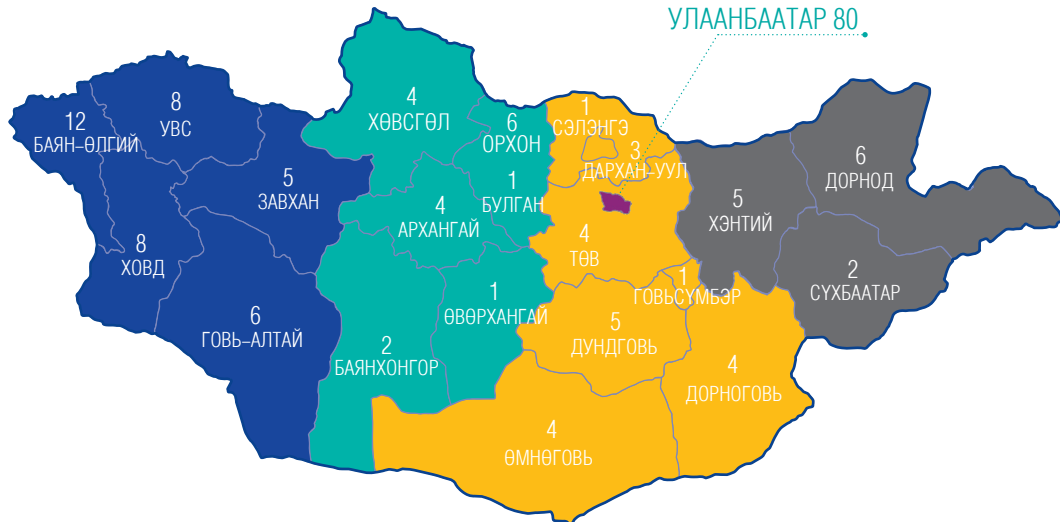 УЛААНБААТАР 80
12
БАЯН–ӨЛГИЙ
8
УВС
5
ЗАВХАН
8
ХОВД
6
ГОВЬ–АЛТАЙ
4
ХӨВСГӨЛ
6
ОРХОН
1
БУЛГАН
4
АРХАНГАЙ
1
ӨВӨРХАНГАЙ
2
БАЯНХОНГОР
1
СЭЛЭНГЭ
3
ДАРХАН–УУЛ
4
ТӨВ
1
ГОВЬСҮМБЭР
5
ДУНДГОВЬ
4
ДОРНОГОВЬ
4
ӨМНӨГОВЬ
5
ХЭНТИЙ
6
ДОРНОД
2
СҮХБААТАР